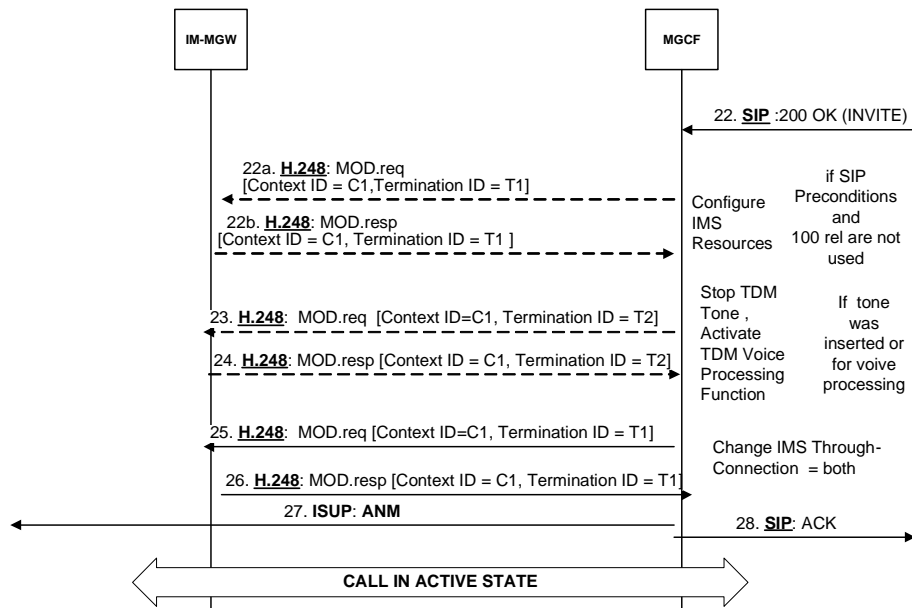 IM-MGW
MGCF
22. SIP :200 OK (INVITE)
22a. H.248: MOD.req
[Context ID = C1,Termination ID = T1]
22b. H.248: MOD.resp
[Context ID = C1, Termination ID = T1 ]
Configure
IMS
Resources
if SIP
Preconditions
and
100 rel are not
used
23. H.248: MOD.req [Context ID=C1, Termination ID = T2]
24. H.248: MOD.resp [Context ID = C1, Termination ID = T2]
Stop TDM
Tone ,
Activate
TDM Voice
Processing
Function
If tone
was
inserted or
for voive
processing
25. H.248: MOD.req [Context ID=C1, Termination ID = T1]
26. H.248: MOD.resp [Context ID = C1, Termination ID = T1]
Change IMS Through-
Connection = both
27. ISUP: ANM
28. SIP: ACK
CALL IN ACTIVE STATE